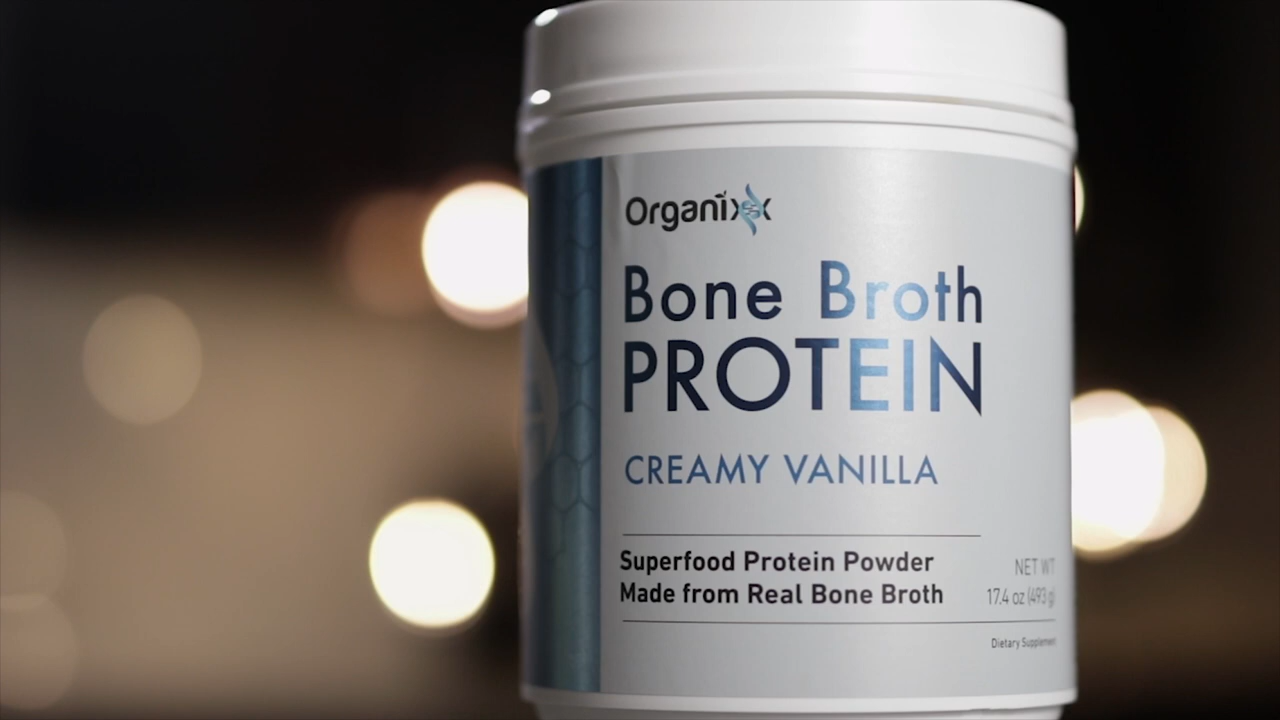 Organixx
Bone Broth
PROTEIN
CREAMY VANILLA
Superfood Protein Powder
Made from Real Bone Broth
NET WT
17.4 oz (493 g)
Dietary Supplement